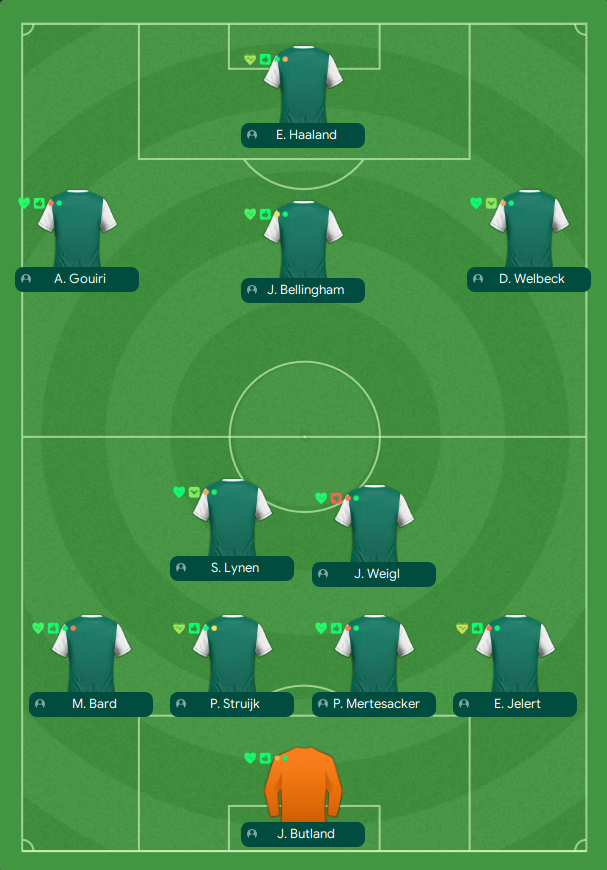 E. Haaland
A. Gouiri
J. Bellingham
D. Welbeck
S. Lynen
J. Weigl
M. Bard
P. Struijk
P. Mertesacker
E. Jelert
J. Butland